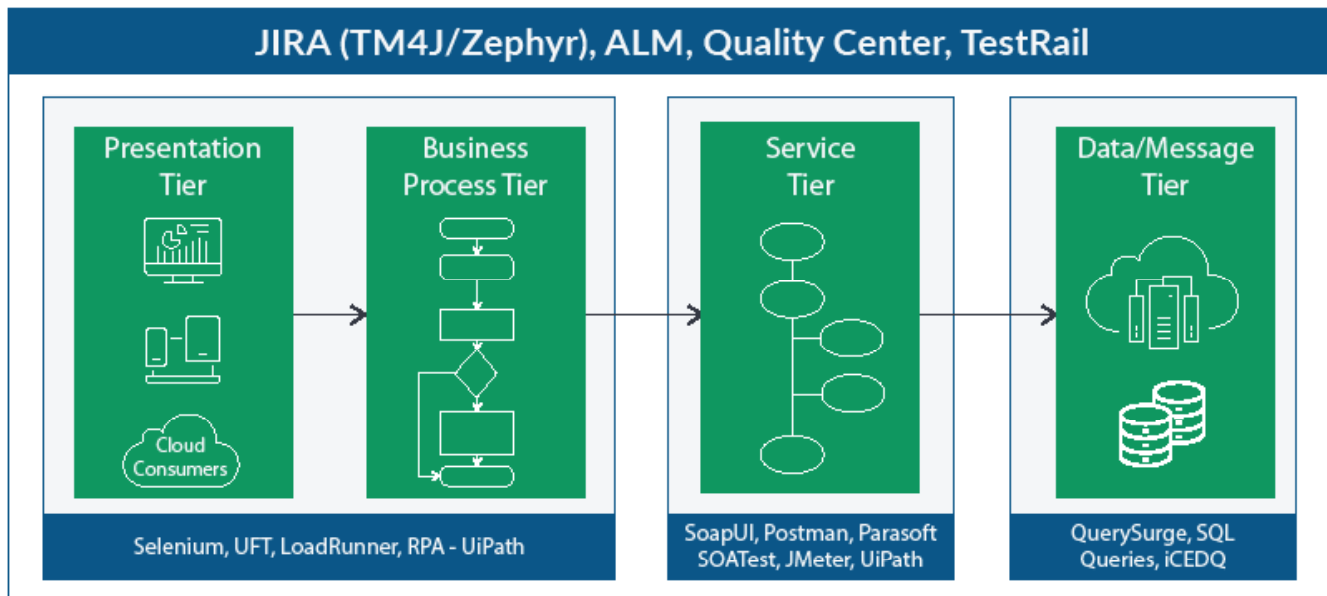 JIRA (TM4J/Zephyr), ALM, Quality Center, TestRail
Presentation
Tier
Cloud
Consumers
Business
Process Tier
Selenium, UFT, LoadRunner, RPA - UiPath
Service
Tier
SoapUI, Postman, Parasoft
SOATest, JMeter, UiPath
Data/Message
Tier
QuerySurge, SQL
Queries, iCEDQ